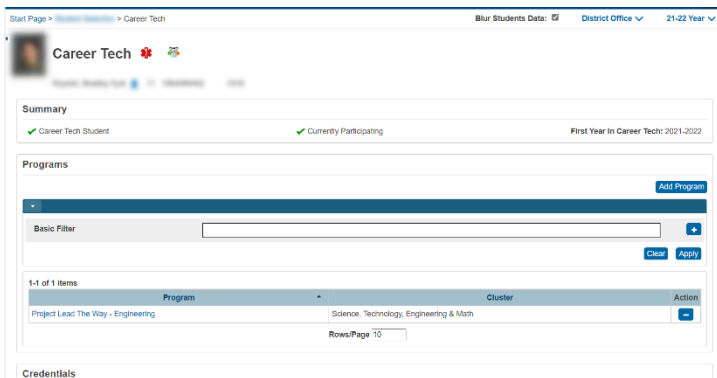 Start Page > > Career Tech Blur Students Data: District Office 21-22 Year
Career Tech
Summary
Career Tech Student Currently Participating First Year in Career Tech: 2021-2022
Programs
Add Program
Basic Filter +
Clear Apply
1-1 of 1 items
Program Cluster Action
Project Lead The Way - Engineering Science, Technology, Engineering & Math
Rows/Page 10
Credentials